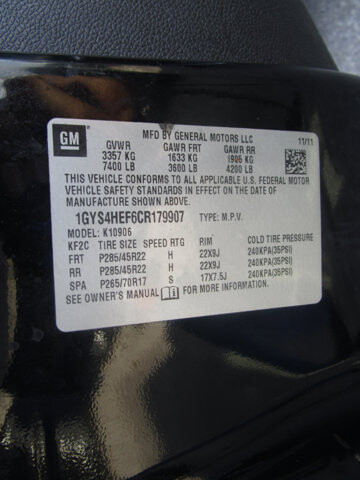 GM
MFD BY GENERAL MOTORS LLC
GVWR GAWR FRT GAWR RR 11/11
3357 KG 1633 KG 1905 KG
7400 LB 3600 LB 4200 LB
THIS VEHICLE CONFORMS TO ALL APPLICABLE U.S. FEDERAL MOTOR
VEHICLE SAFETY, BUMPER, AND THEFT PREVENTION STANDARDS IN EFFECT ON THE DATE OF
MANUFACTURE SHOWN ABOVE.
1GYS4HEF6CR179907 TYPE: M.P.V.
MODEL: K10906
KF2C TIRE SIZE SPEED RTG RIM COLD TIRE PRESSURE
FRT P285/45R22 H 22X9J 240KPA(35PSI)
RR P285/45R22 H 22X9J 240KPA(35PSI)
SPA P265/70R17 S 17X7.5J 240KPA(35PSI)
SEE OWNER'S MANUAL FOR MORE INFORMATION.